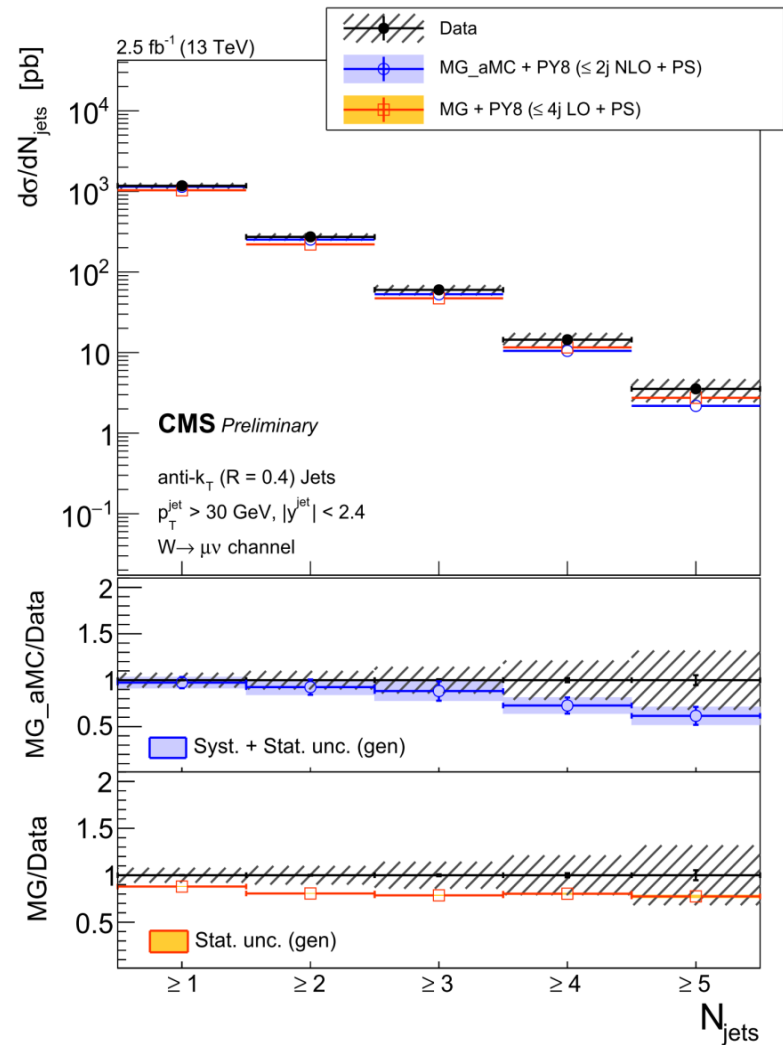 Data
2.5 fb⁻¹ (13 TeV)
MG_aMC + PY8 (≤ 2j NLO + PS)
MG + PY8 (≤ 4j LO + PS)
dσ/dN_jets [pb]
10⁴
10³
10²
10
1
10⁻¹
CMS Preliminary
anti-k_T (R = 0.4) Jets
p_T^jet > 30 GeV, |y^jet| < 2.4
W→ μν channel
MG_aMC/Data
2
1.5
1
0.5
Syst. + Stat. unc. (gen)
MG/Data
2
1.5
1
0.5
Stat. unc. (gen)
≥ 1 ≥ 2 ≥ 3 ≥ 4 ≥ 5
N_jets